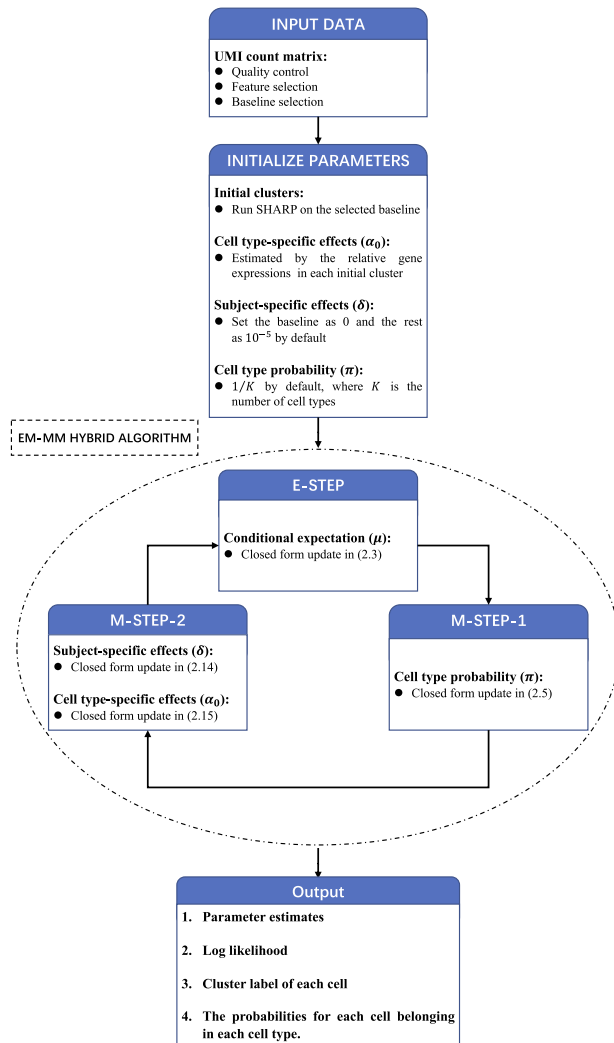 INPUT DATA
UMI count matrix:
● Quality control
● Feature selection
● Baseline selection
INITIALIZE PARAMETERS
Initial clusters:
● Run SHARP on the selected baseline
Cell type-specific effects (α₀):
● Estimated by the relative gene
expressions in each initial cluster
Subject-specific effects (δ):
● Set the baseline as 0 and the rest
as 10⁻⁵ by default
Cell type probability (π):
● 1/K by default, where K is the
number of cell types
EM-MM HYBRID ALGORITHM
E-STEP
Conditional expectation (μ):
● Closed form update in (2.3)
M-STEP-2
Subject-specific effects (δ):
● Closed form update in (2.14)
Cell type-specific effects (α₀):
● Closed form update in (2.15)
M-STEP-1
Cell type probability (π):
● Closed form update in (2.5)
Output
1. Parameter estimates
2. Log likelihood
3. Cluster label of each cell
4. The probabilities for each cell belonging
in each cell type.